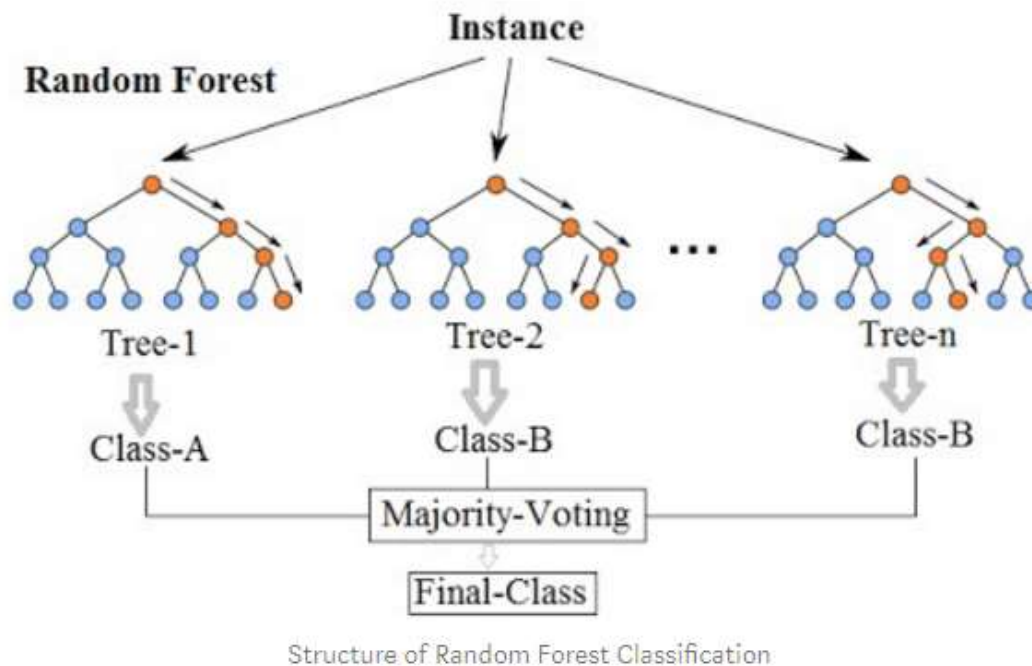 Instance
Random Forest
...
Tree-1
Tree-2
Tree-n
Class-A
Class-B
Class-B
Majority-Voting
Final-Class
Structure of Random Forest Classification